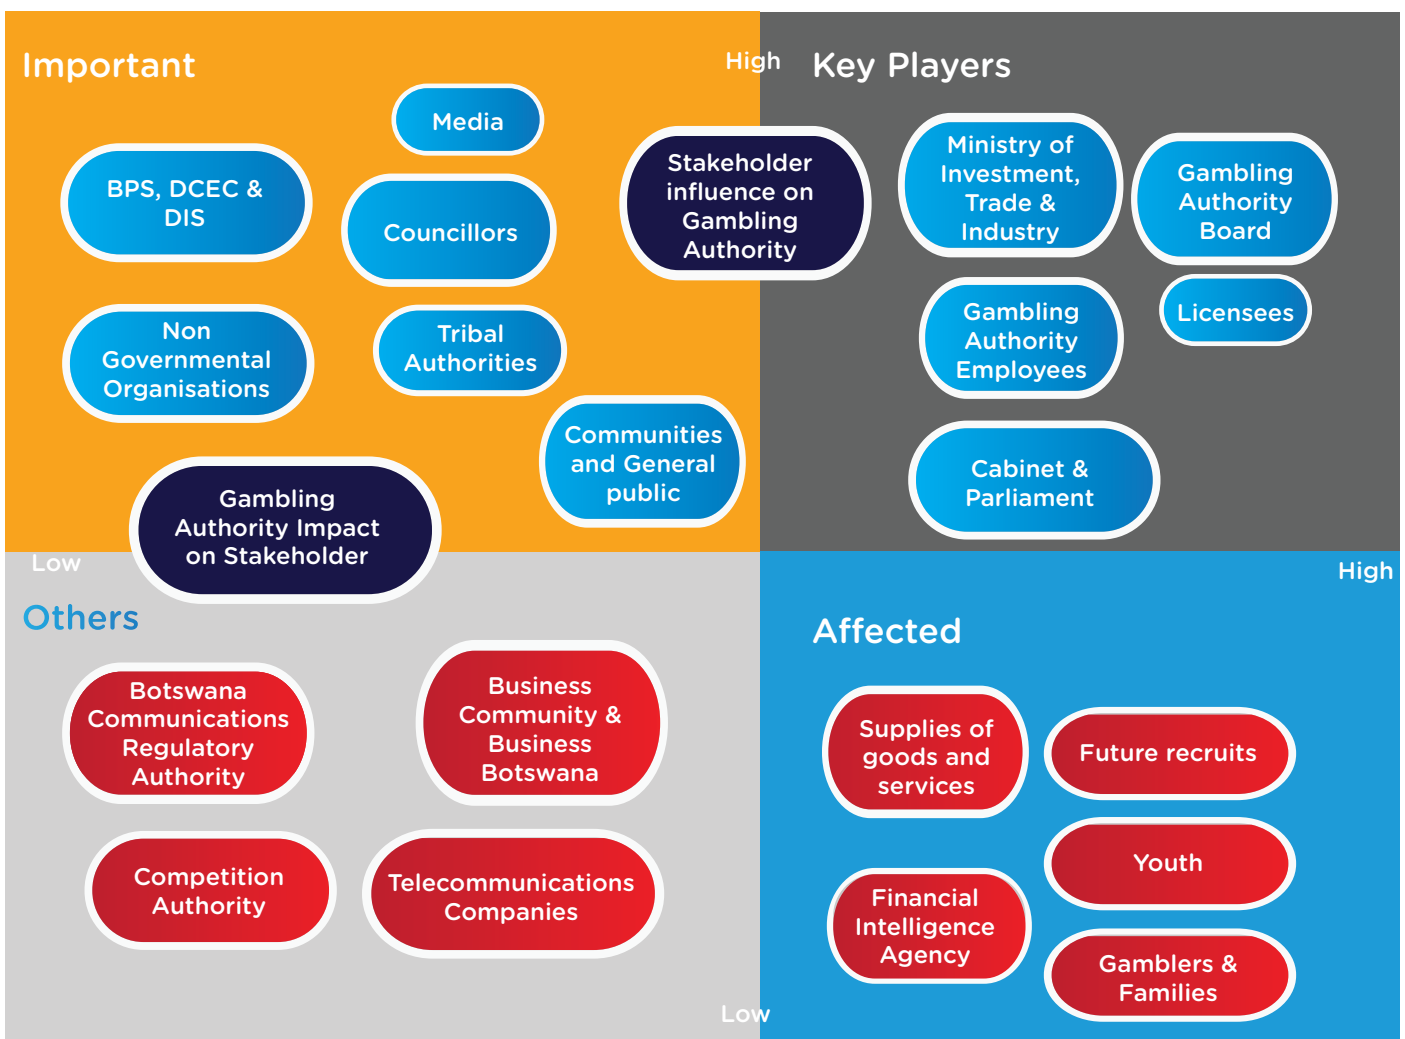 Important
High
Key Players
Media
BPS, DCEC &
DIS
Councillors
Stakeholder
influence on
Gambling
Authority
Ministry of
Investment,
Trade &
Industry
Gambling
Authority
Board
Non
Governmental
Organisations
Tribal
Authorities
Gambling
Authority
Employees
Licensees
Communities
and General
public
Cabinet &
Parliament
Gambling
Authority Impact
on Stakeholder
Low
High
Others
Affected
Botswana
Communications
Regulatory
Authority
Business
Community &
Business
Botswana
Supplies of
goods and
services
Future recruits
Competition
Authority
Telecommunications
Companies
Financial
Intelligence
Agency
Youth
Gamblers &
Families
Low